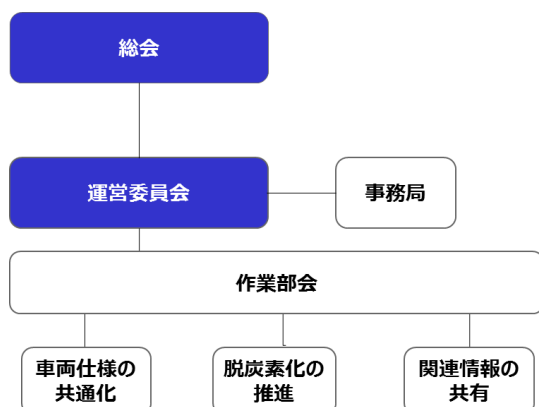 総会
運営委員会
事務局
作業部会
車両仕様の
共通化
脱炭素化の
推進
関連情報の
共有